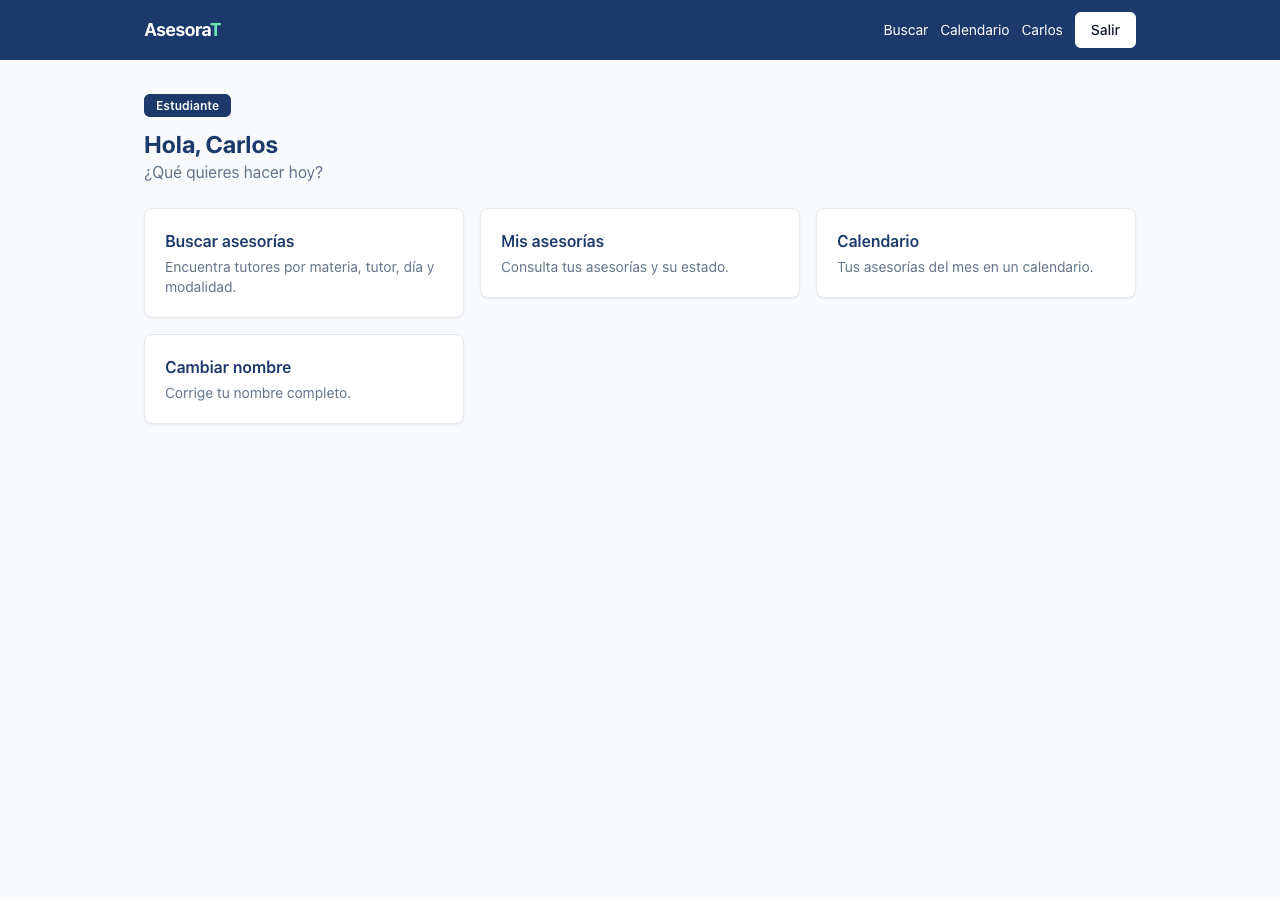 AsesoraT
Buscar Calendario Carlos Salir
Estudiante
Hola, Carlos
¿Qué quieres hacer hoy?
Buscar asesorías
Encuentra tutores por materia, tutor, día y
modalidad.
Mis asesorías
Consulta tus asesorías y su estado.
Calendario
Tus asesorías del mes en un calendario.
Cambiar nombre
Corrige tu nombre completo.